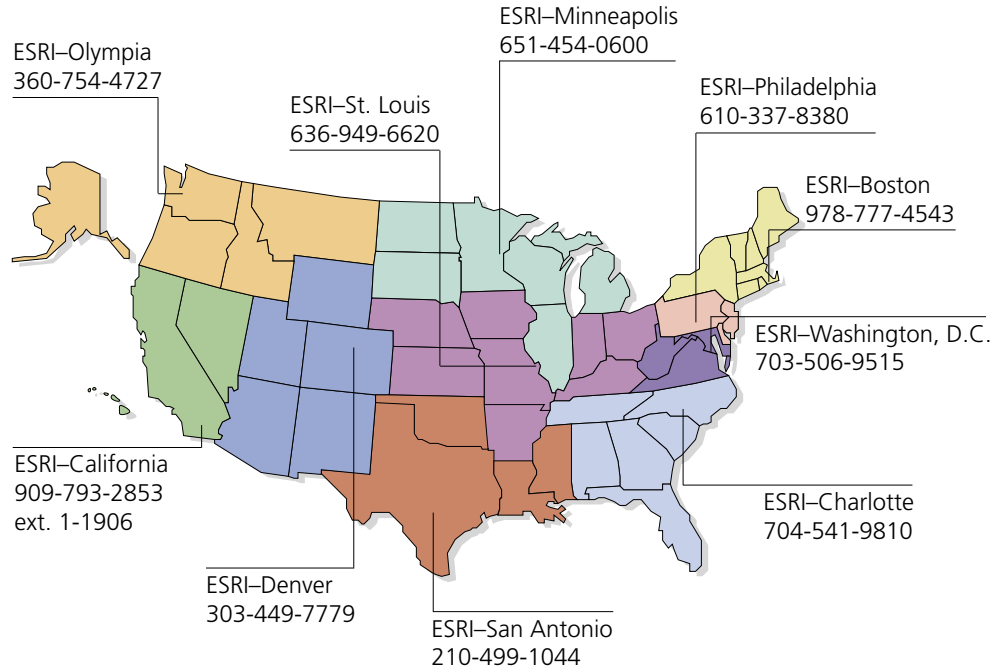 ESRI–Minneapolis
651-454-0600
ESRI–Olympia
360-754-4727
ESRI–St. Louis
636-949-6620
ESRI–Philadelphia
610-337-8380
ESRI–Boston
978-777-4543
ESRI–Washington, D.C.
703-506-9515
ESRI–California
909-793-2853
ext. 1-1906
ESRI–Charlotte
704-541-9810
ESRI–Denver
303-449-7779
ESRI–San Antonio
210-499-1044